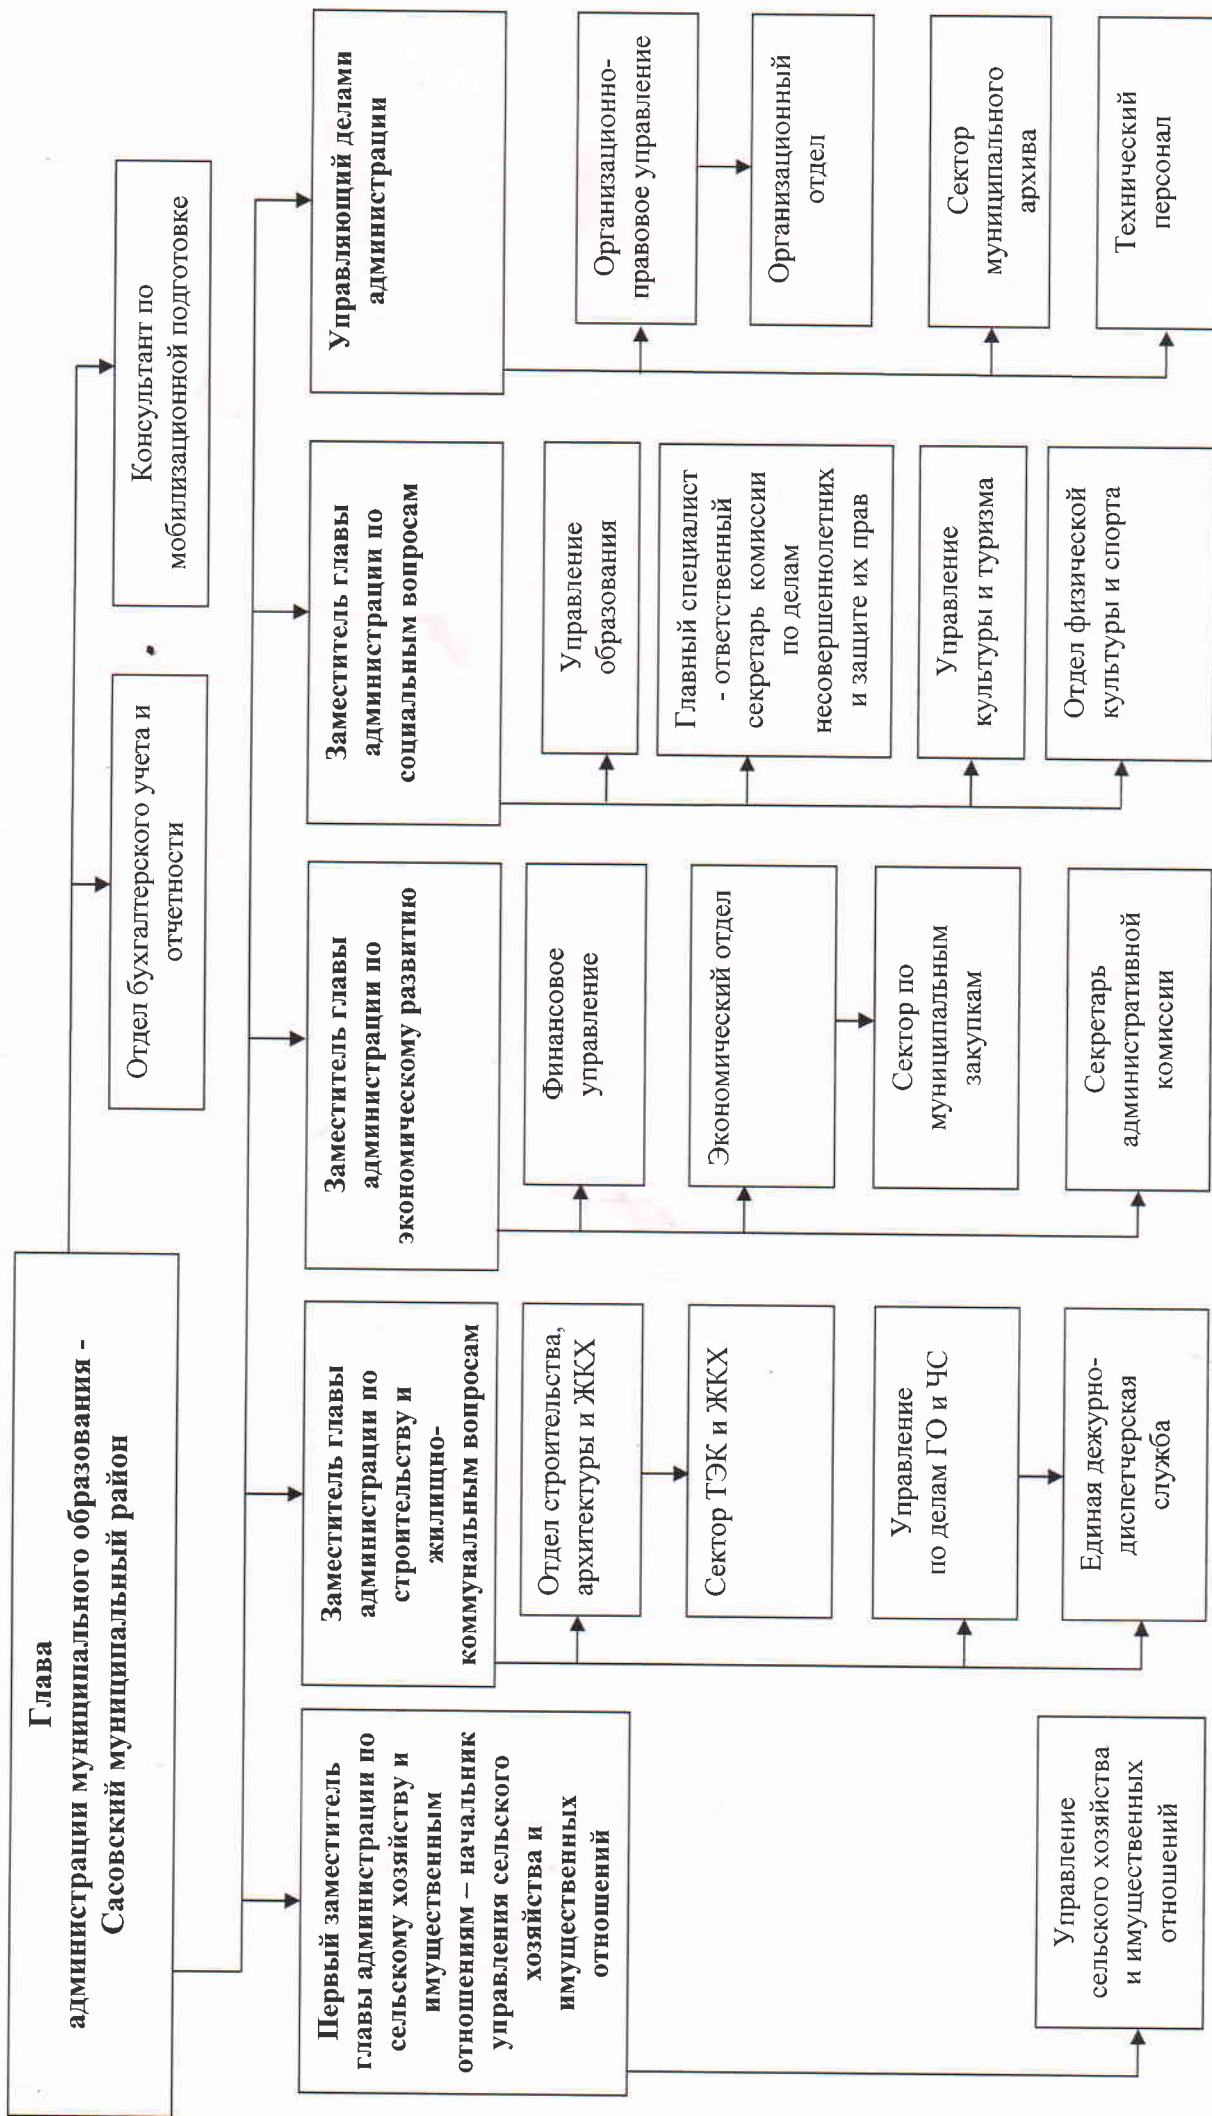 Глава
администрации муниципального образования -
Сасовский муниципальный район
Отдел бухгалтерского учета и
отчетности
Консультант по
мобилизационной подготовке
Первый заместитель
главы администрации по
сельскому хозяйству и
имущественным
отношениям – начальник
управления сельского
хозяйства и
имущественных
отношений
Управление
сельского хозяйства
и имущественных
отношений
Заместитель главы
администрации по
строительству и
жилищно-
коммунальным вопросам
Отдел строительства,
архитектуры и ЖКХ
Сектор ТЭК и ЖКХ
Управление
по делам ГО и ЧС
Единая дежурно-
диспетчерская
служба
Заместитель главы
администрации по
экономическому развитию
Финансовое
управление
Экономический отдел
Сектор по
муниципальным
закупкам
Секретарь
административной
комиссии
Заместитель главы
администрации по
социальным вопросам
Управление
образования
Главный специалист
- ответственный
секретарь комиссии
по делам
несовершеннолетних
и защите их прав
Управление
культуры и туризма
Отдел физической
культуры и спорта
Управляющий делами
администрации
Организационно-
правовое управление
Организационный
отдел
Сектор
муниципального
архива
Технический
персонал